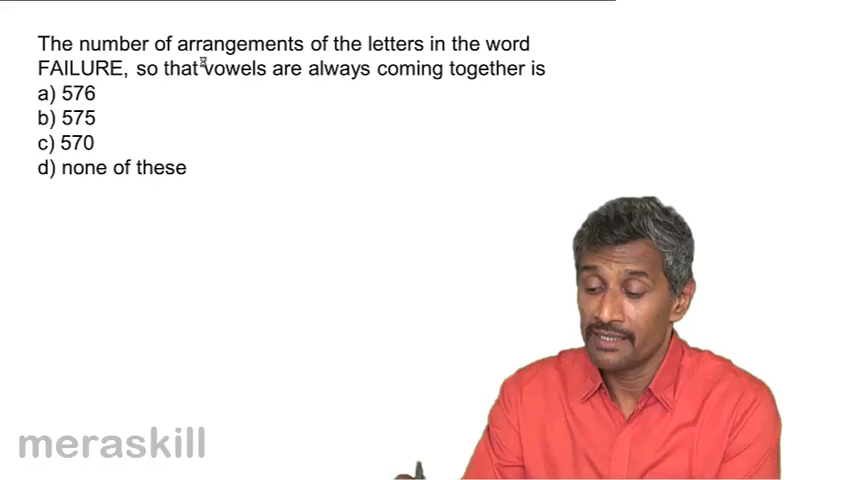 The number of arrangements of the letters in the word
FAILURE, so that vowels are always coming together is
a) 576
b) 575
c) 570
d) none of these
meraskill